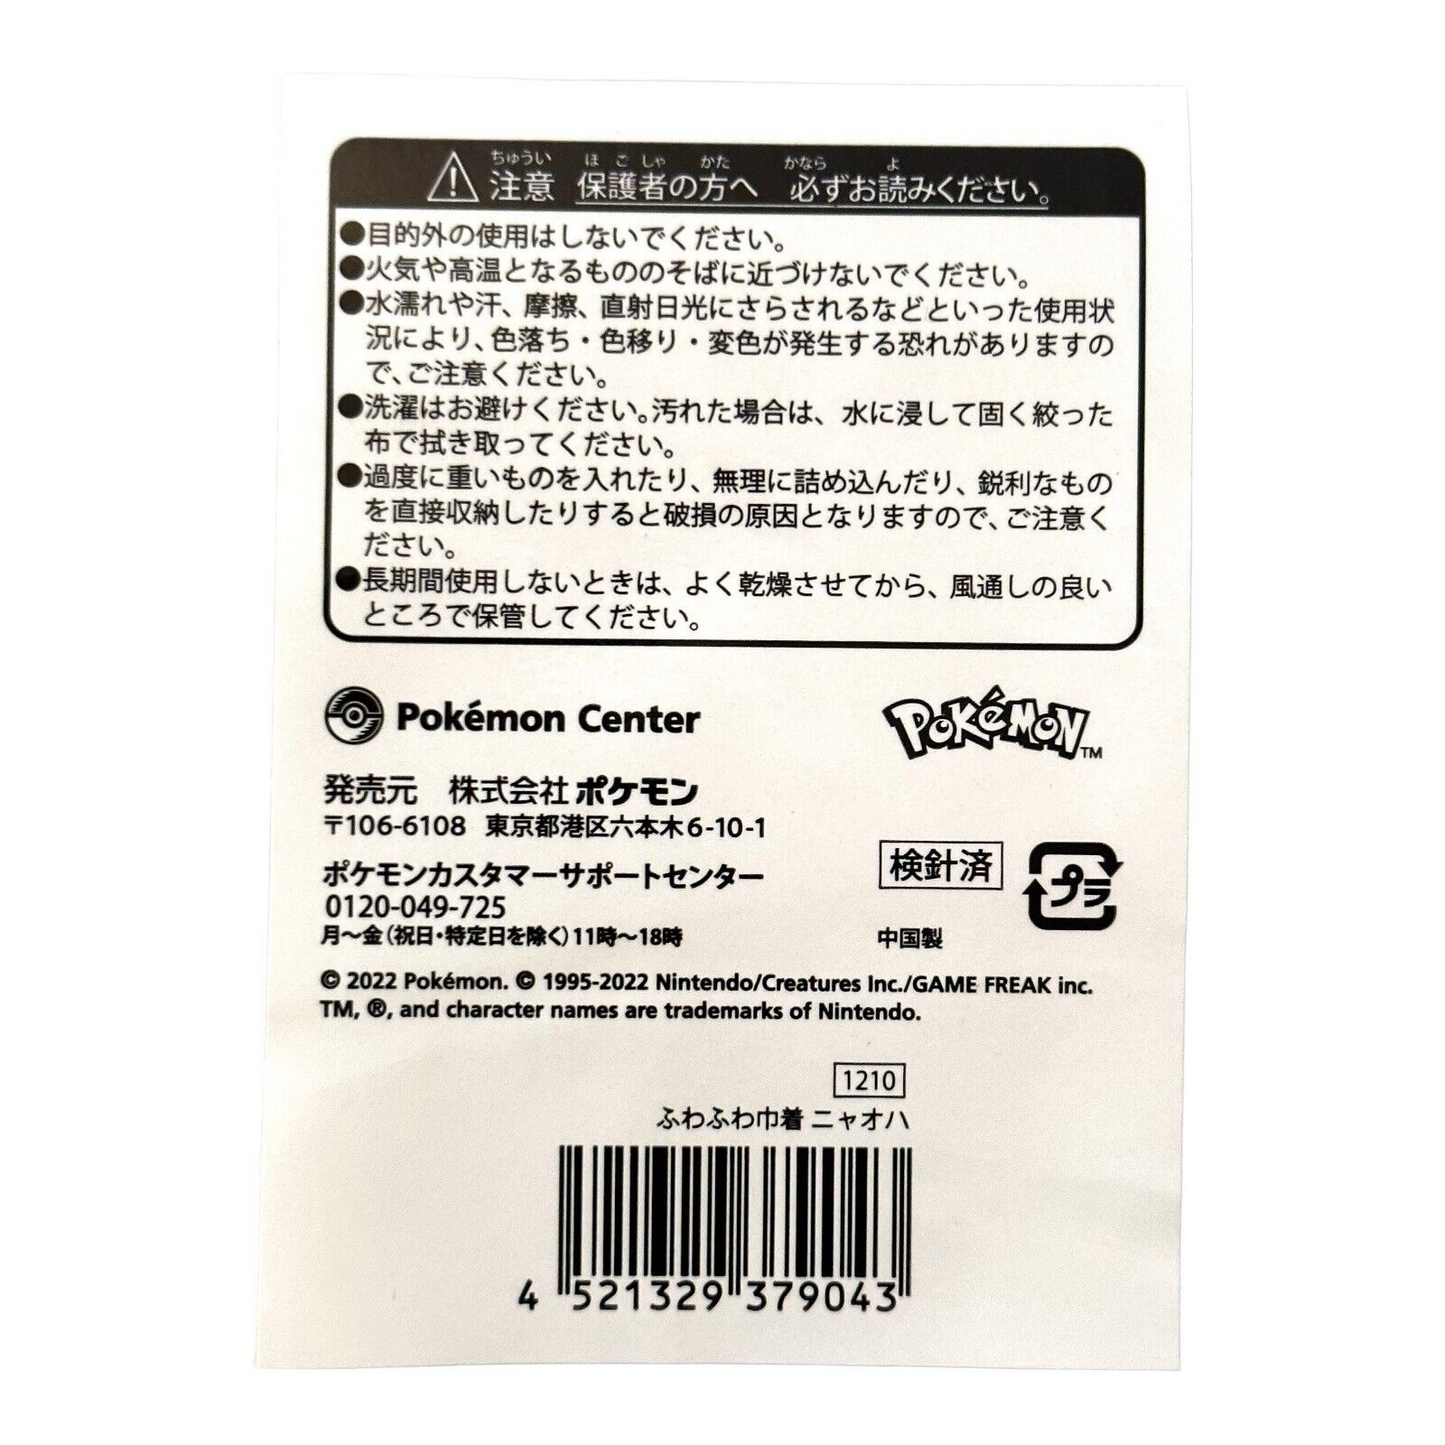 ちゅうい ほごしゃ かた かなら よ
注意 保護者の方へ 必ずお読みください。
●目的外の使用はしないでください。
●火気や高温となるもののそばに近づけないでください。
●水濡れや汗、摩擦、直射日光にさらされるなどといった使用状
況により、色落ち・色移り・変色が発生する恐れがありますの
で、ご注意ください。
●洗濯はお避けください。汚れた場合は、水に浸して固く絞った
布で拭き取ってください。
●過度に重いものを入れたり、無理に詰め込んだり、鋭利なもの
を直接収納したりすると破損の原因となりますので、ご注意く
ださい。
●長期間使用しないときは、よく乾燥させてから、風通しの良い
ところで保管してください。
Pokémon Center
POKéMON™
発売元 株式会社ポケモン
〒106-6108 東京都港区六本木6-10-1
ポケモンカスタマーサポートセンター
0120-049-725
月〜金(祝日・特定日を除く)11時〜18時
検針済
プラ
中国製
© 2022 Pokémon. © 1995-2022 Nintendo/Creatures Inc./GAME FREAK inc.
TM, ®, and character names are trademarks of Nintendo.
1210
ふわふわ巾着 ニャオハ
4 521329 379043